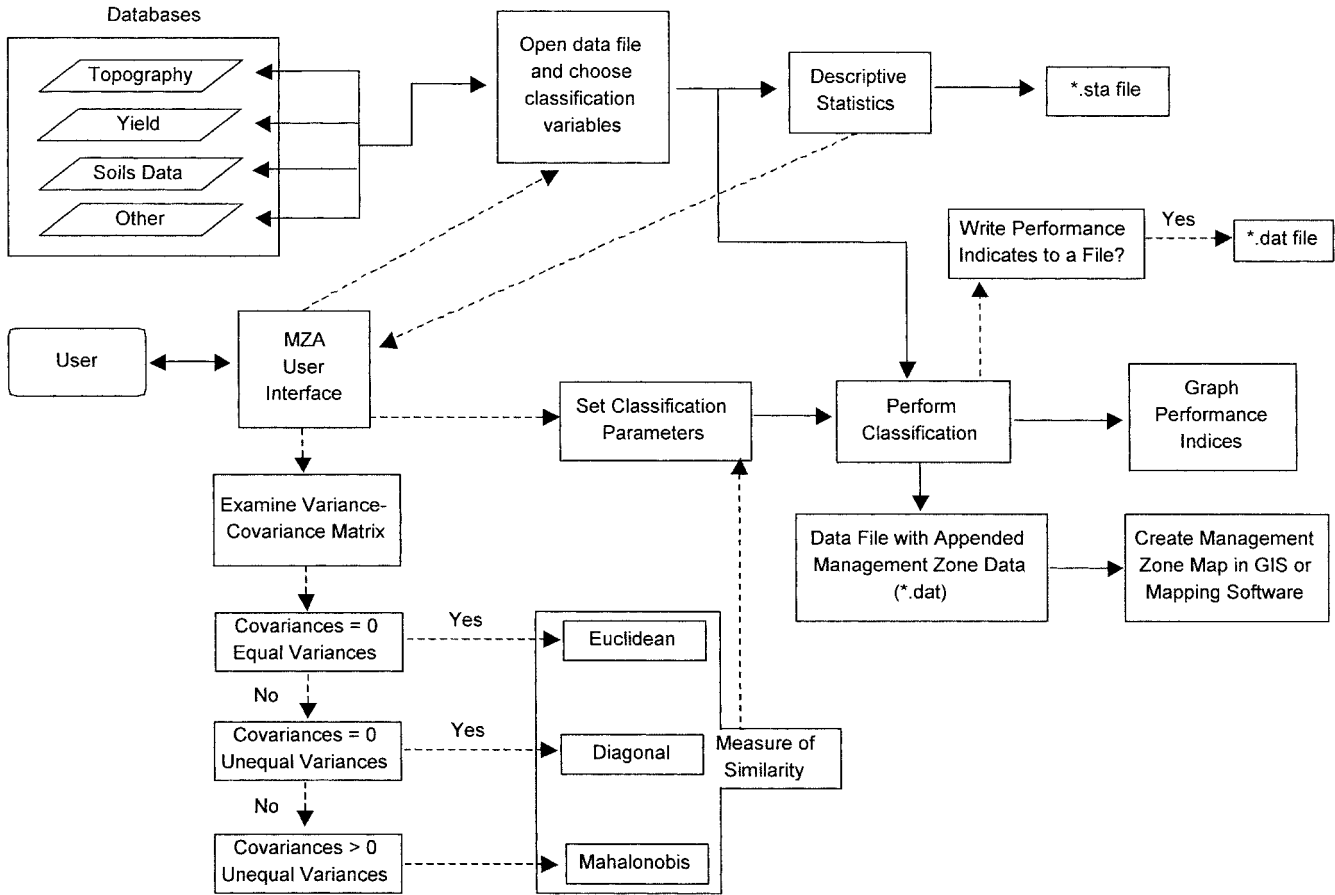 Databases
Topography
Yield
Soils Data
Other
Open data file
and choose
classification
variables
Descriptive
Statistics
*.sta file
Write Performance
Indicates to a File?
Yes
*.dat file
User
MZA
User
Interface
Set Classification
Parameters
Perform
Classification
Graph
Performance
Indices
Examine Variance-
Covariance Matrix
Data File with Appended
Management Zone Data
(*.dat)
Create Management
Zone Map in GIS or
Mapping Software
Covariances = 0
Equal Variances
Yes
Euclidean
No
Covariances = 0
Unequal Variances
Yes
Diagonal
Measure of
Similarity
No
Covariances > 0
Unequal Variances
Mahalonobis